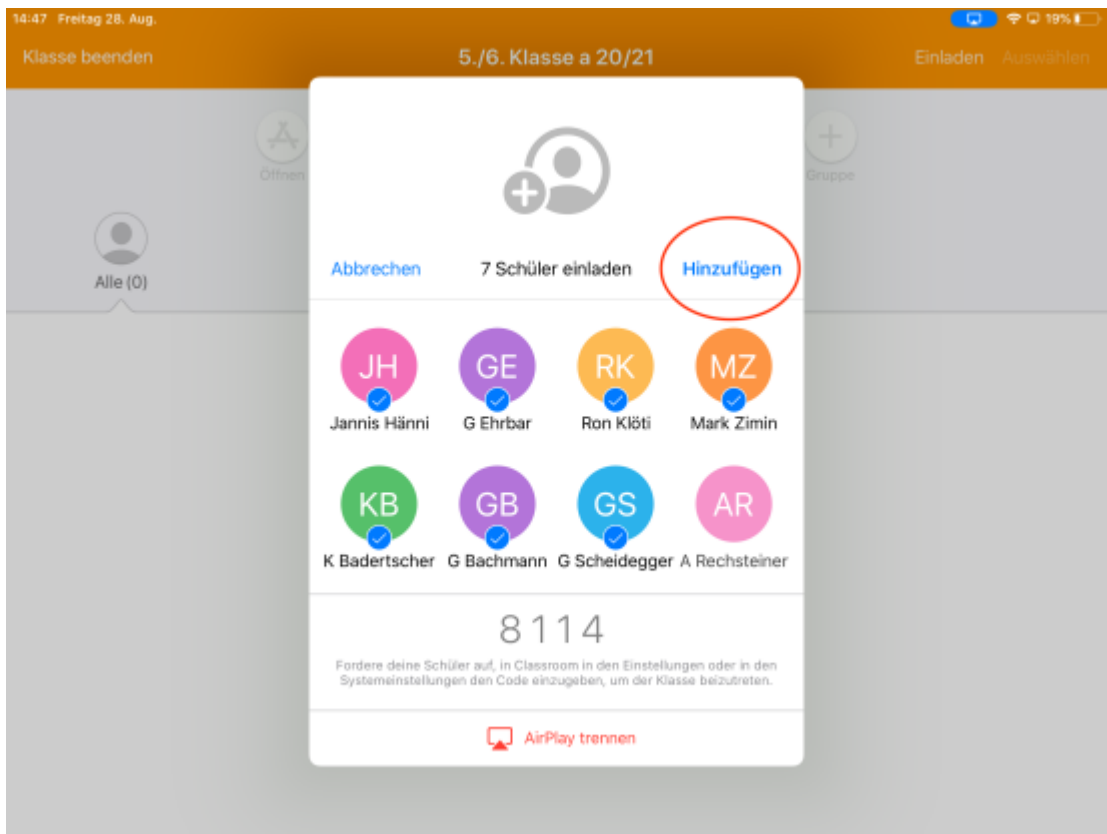 14:47 Freitag 28. Aug.
19%
Klasse beenden
5./6. Klasse a 20/21
Einladen Auswählen
Öffnen
Gruppe
Alle (0)
Abbrechen
7 Schüler einladen
Hinzufügen
JH
GE
RK
MZ
Jannis Hänni
G Ehrbar
Ron Klöti
Mark Zimin
KB
GB
GS
AR
K Badertscher
G Bachmann
G Scheidegger
A Rechsteiner
8114
Fordere deine Schüler auf, in Classroom in den Einstellungen oder in den
Systemeinstellungen den Code einzugeben, um der Klasse beizutreten.
AirPlay trennen